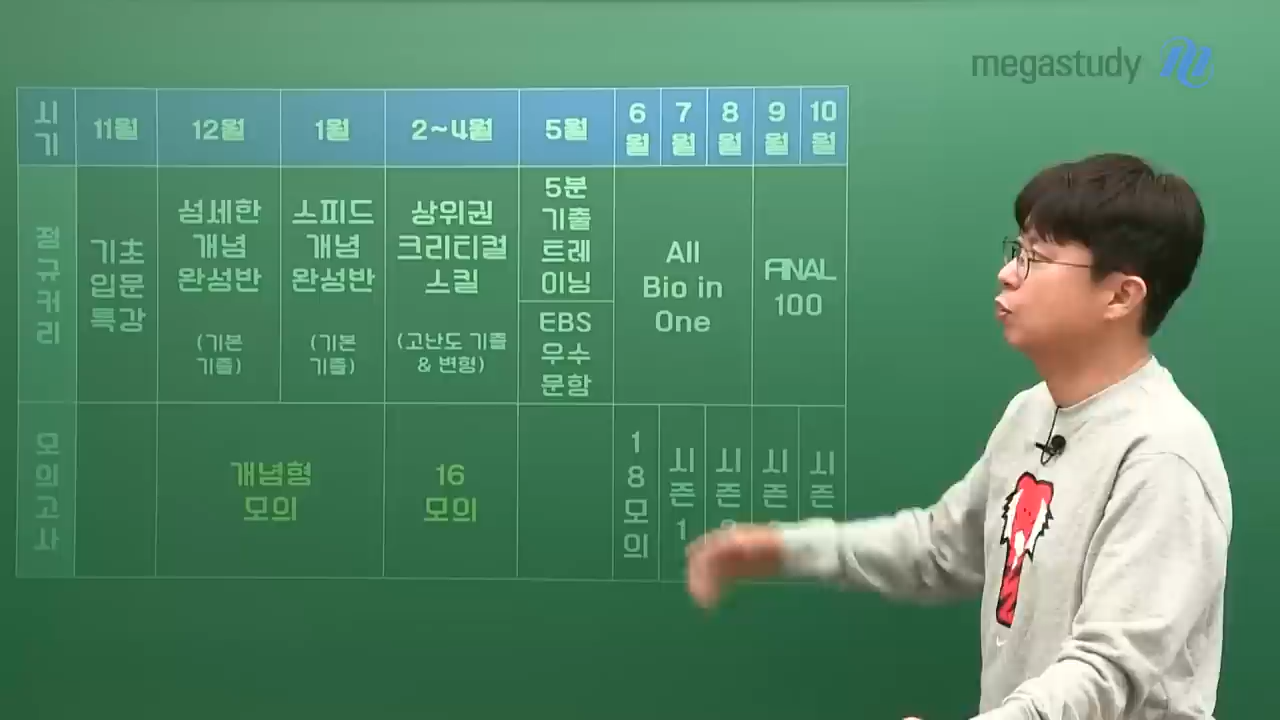 megastudy
시
기
11월
12월
1월
2~4월
5월
6
월
7
월
8
월
9
월
10
월
정
규
커
리
기초
입문
특강
섬세한
개념
완성반
(기본
기출)
스피드
개념
완성반
(기본
기출)
상위권
크리티컬
스킬
(고난도 기출
& 변형)
5분
기출
트레
이닝
EBS
우수
문항
All
Bio in
One
FINAL
100
모
의
고
사
개념형
모의
16
모의
1
8
모
의
시
즌
1
시
즌
시
즌
시
즌